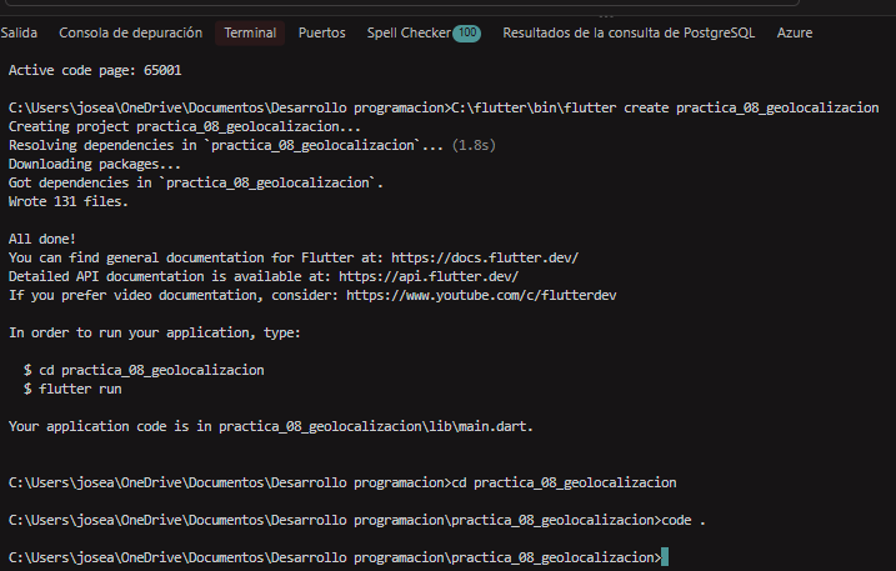 Salida Consola de depuración Terminal Puertos Spell Checker 100 Resultados de la consulta de PostgreSQL Azure
Active code page: 65001
C:\Users\josea\OneDrive\Documentos\Desarrollo programacion>C:\flutter\bin\flutter create practica_08_geolocalizacion
Creating project practica_08_geolocalizacion...
Resolving dependencies in `practica_08_geolocalizacion`... (1.8s)
Downloading packages...
Got dependencies in `practica_08_geolocalizacion`.
Wrote 131 files.
All done!
You can find general documentation for Flutter at: https://docs.flutter.dev/
Detailed API documentation is available at: https://api.flutter.dev/
If you prefer video documentation, consider: https://www.youtube.com/c/flutterdev
In order to run your application, type:
$ cd practica_08_geolocalizacion
$ flutter run
Your application code is in practica_08_geolocalizacion\lib\main.dart.
C:\Users\josea\OneDrive\Documentos\Desarrollo programacion>cd practica_08_geolocalizacion
C:\Users\josea\OneDrive\Documentos\Desarrollo programacion\practica_08_geolocalizacion>code .
C:\Users\josea\OneDrive\Documentos\Desarrollo programacion\practica_08_geolocalizacion>